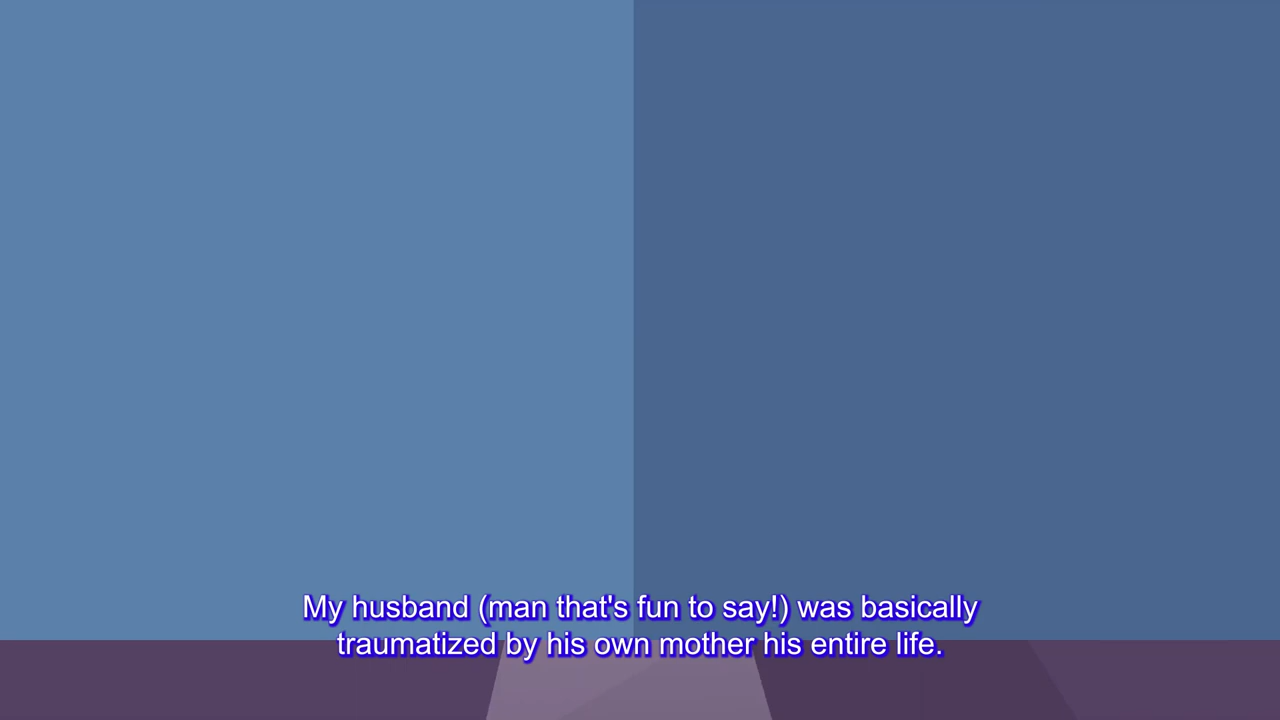 My husband (man that's fun to say!) was basically
traumatized by his own mother his entire life.